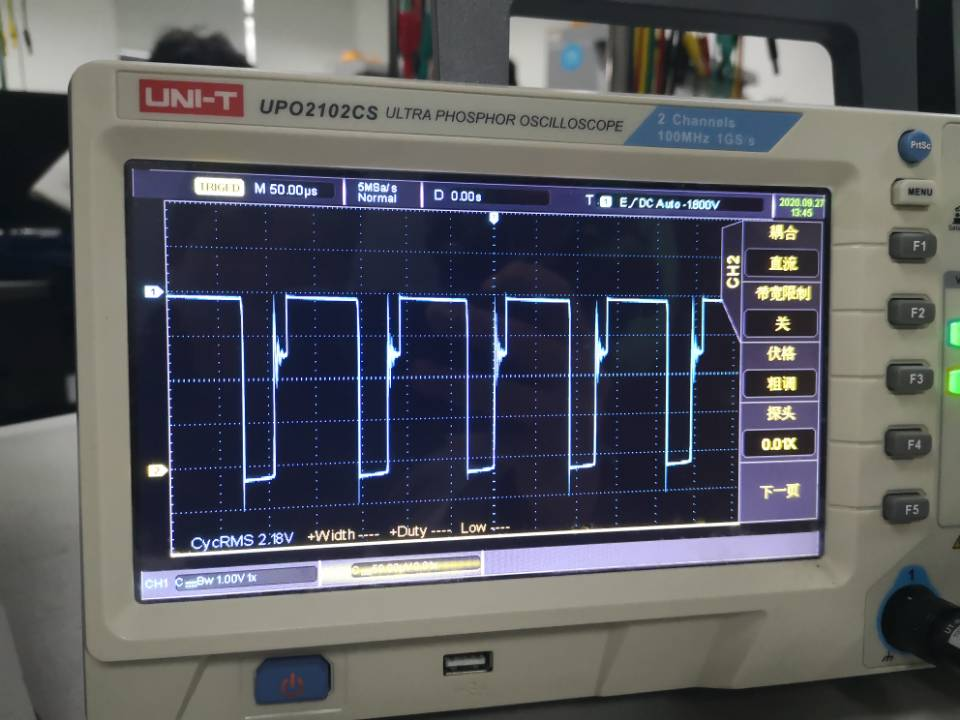 UNI-T UPO2102CS ULTRA PHOSPHOR OSCILLOSCOPE
2 Channels
100MHz 1GS/s
PrtSc
MENU
TRIGED M 50.00μs
5MSa/s
Normal
D 0.00s
T 1 E/DC Auto -1.800V
2020.09.27
13:45
CH2
耦合
直流
带宽限制
关
伏格
粗调
探头
0.01X
下一页
F1
F2
F3
F4
F5
1
2
CycRMS 2.18V +Width ---- +Duty ---- Low ----
CH1 Bw 1.00V 1x
1